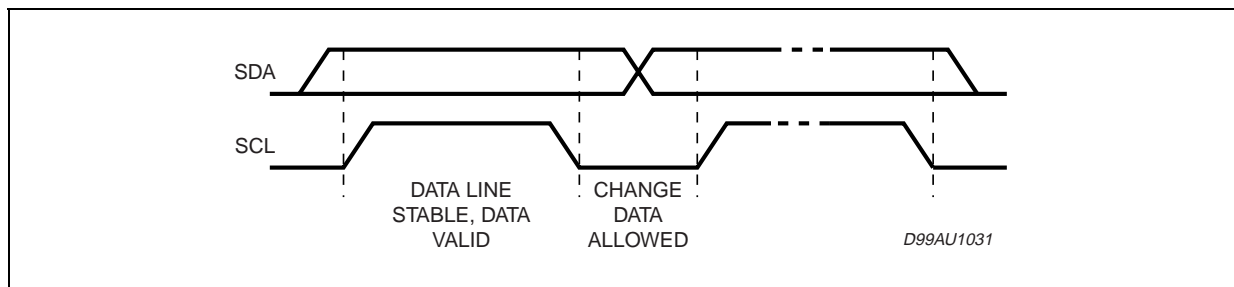 SDA
SCL
DATA LINE
STABLE, DATA
VALID
CHANGE
DATA
ALLOWED
D99AU1031